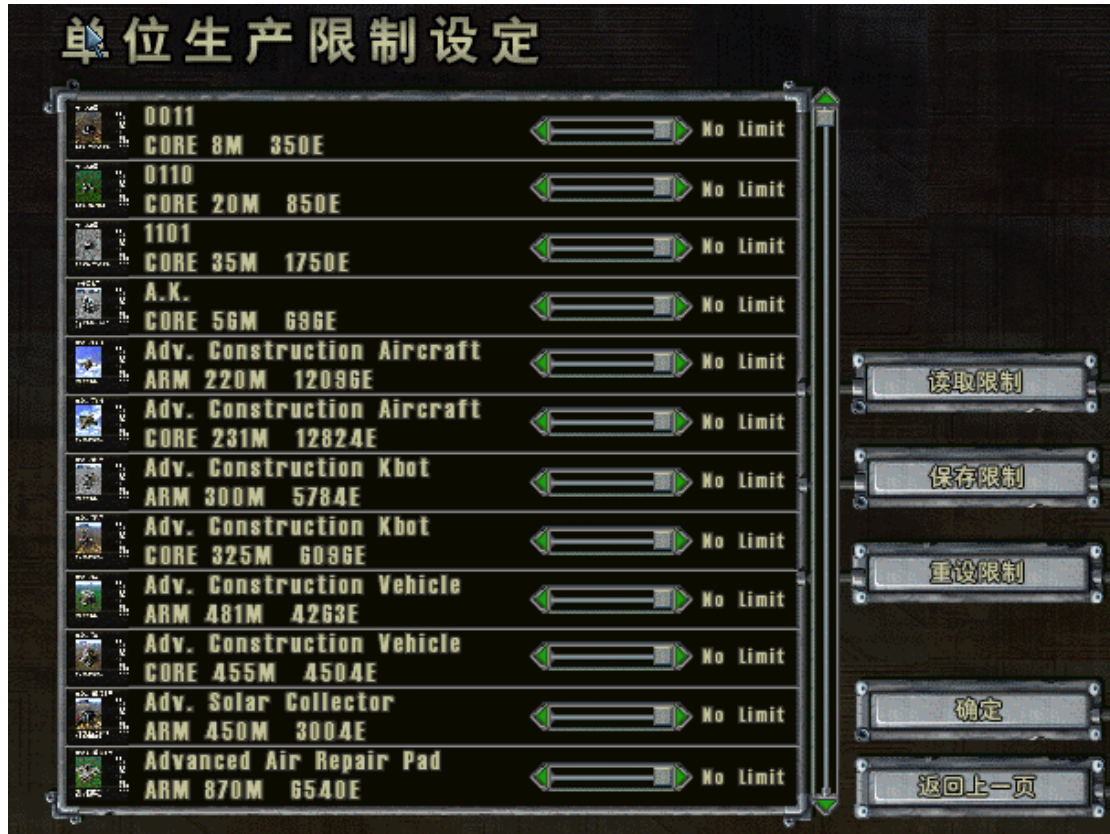 单位生产限制设定
0011
CORE 8M 350E
No Limit
0110
CORE 20M 850E
No Limit
1101
CORE 35M 1750E
No Limit
A.K.
CORE 56M 696E
No Limit
Adv. Construction Aircraft
ARM 220M 12096E
No Limit
Adv. Construction Aircraft
CORE 231M 12824E
No Limit
Adv. Construction Kbot
ARM 300M 5784E
No Limit
Adv. Construction Kbot
CORE 325M 6096E
No Limit
Adv. Construction Vehicle
ARM 481M 4263E
No Limit
Adv. Construction Vehicle
CORE 455M 4504E
No Limit
Adv. Solar Collector
ARM 450M 3004E
No Limit
Advanced Air Repair Pad
ARM 870M 6540E
No Limit
读取限制
保存限制
重设限制
确定
返回上一页